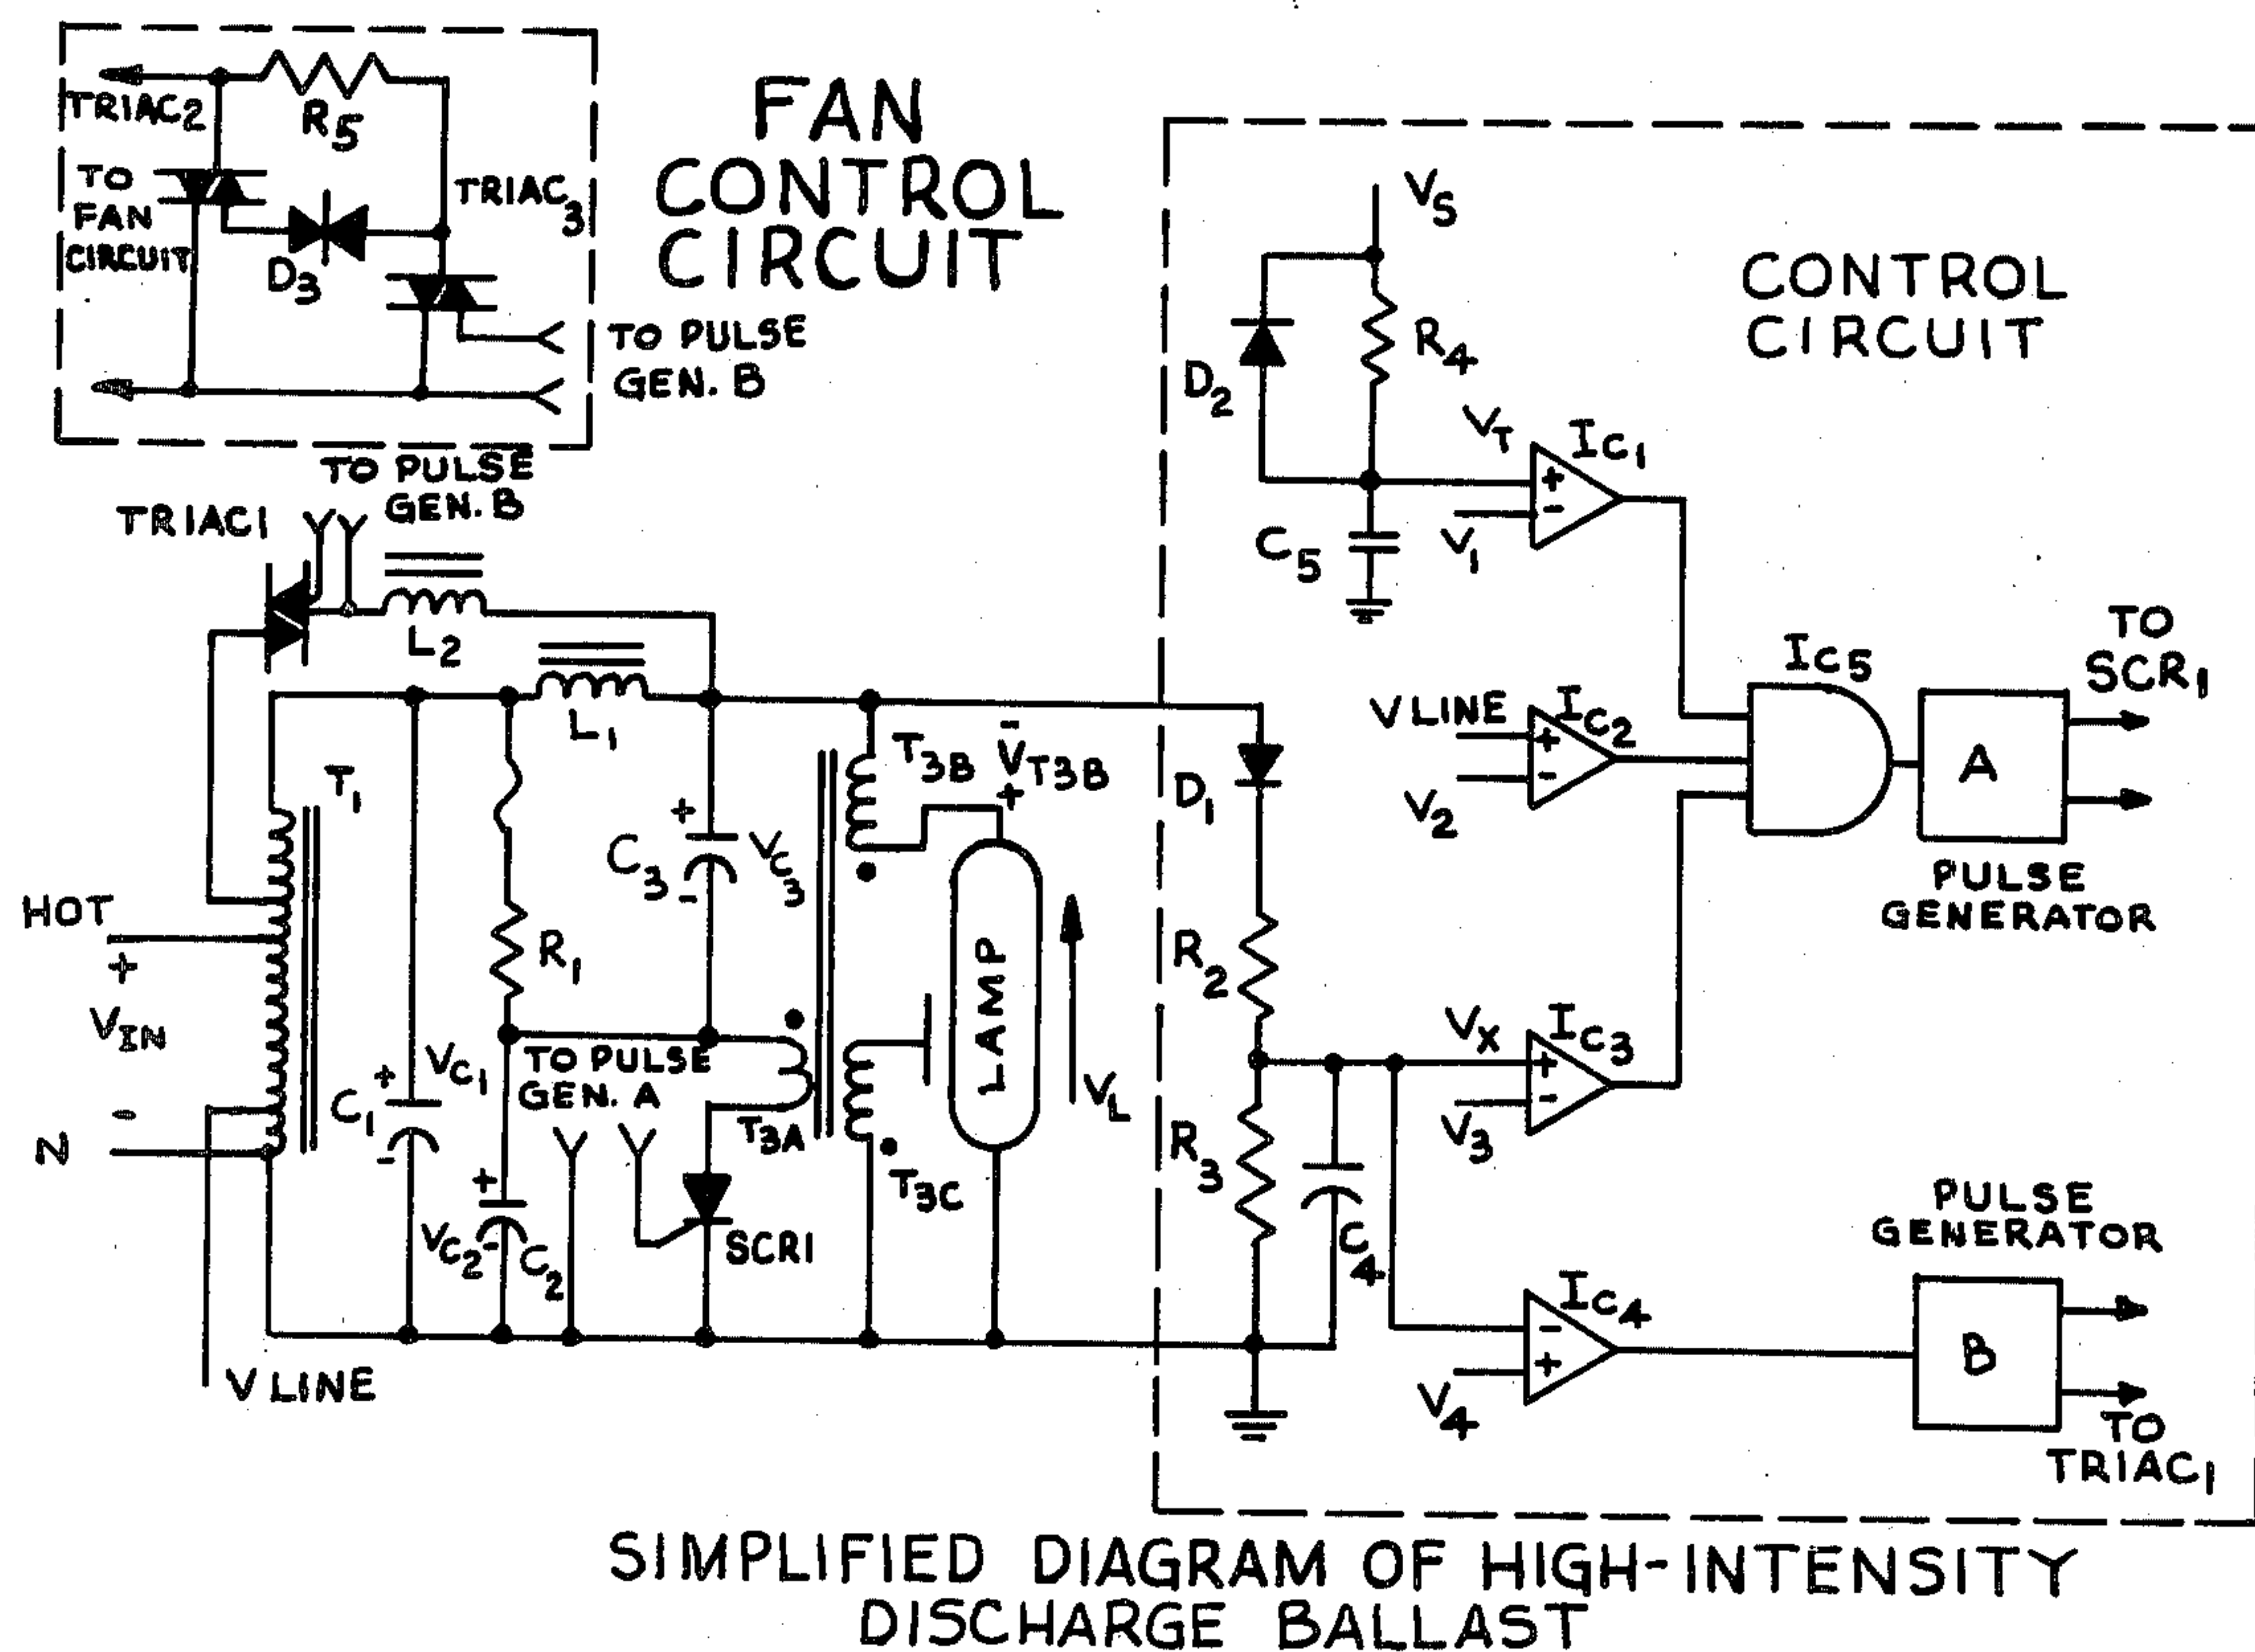 TRIAC2
R5
TO
FAN
CIRCUIT
D3
TRIAC3
TO PULSE
GEN. B
FAN
CONTROL
CIRCUIT
TO PULSE
GEN. B
TRIAC1
L2
L1
T1
HOT
+
VIN
-
N
V LINE
C1
+
VC1
-
R1
+
VC2
-
C2
C3
+
VC3
-
TO PULSE
GEN. A
T3A
SCR1
T3B
-
VT3B
+
LAMP
VL
T3C
CONTROL
CIRCUIT
VS
D2
R4
VT
IC1
+
-
V1
C5
VLINE
IC2
+
-
V2
IC5
A
TO
SCR1
PULSE
GENERATOR
D1
R2
VX
IC3
+
-
V3
R3
C4
IC4
-
+
V4
PULSE
GENERATOR
B
TO
TRIAC1
SIMPLIFIED DIAGRAM OF HIGH-INTENSITY
DISCHARGE BALLAST